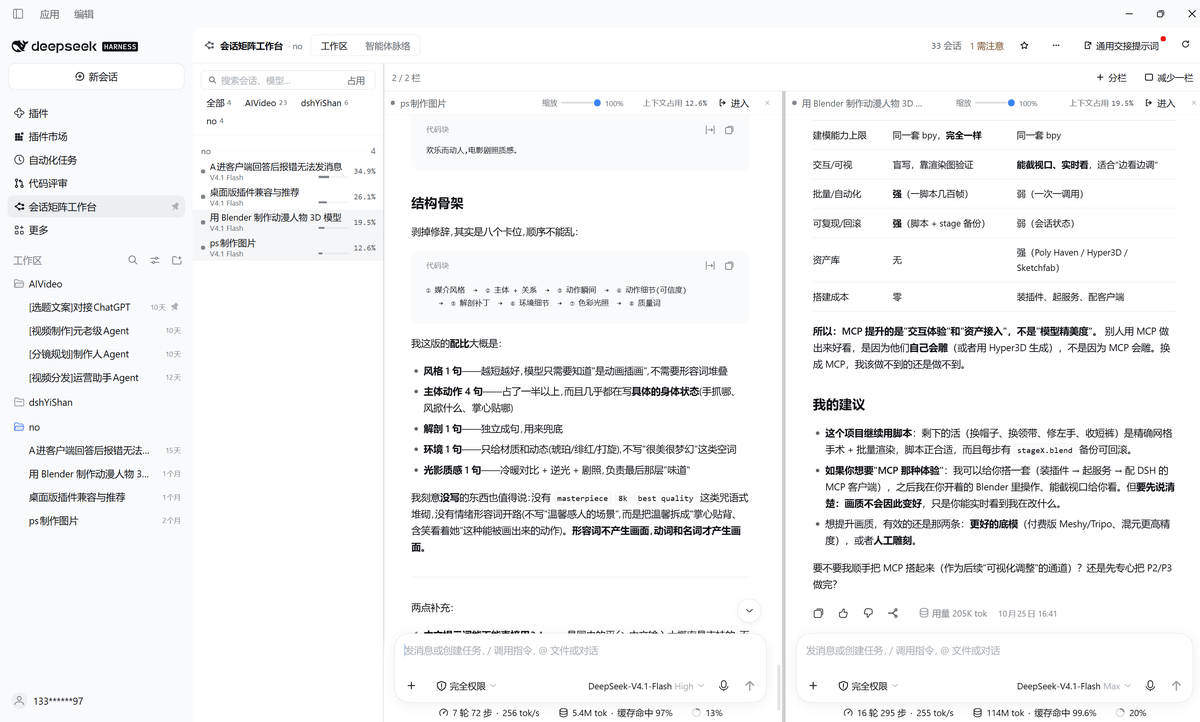 应用 编辑
deepseek HARNESS
新会话
插件
插件市场
自动化任务
代码评审
会话矩阵工作台
更多
工作区
AIVideo
[选题文案]对接ChatGPT 10天
[视频制作]元老级Agent 10天
[分镜规划]制作人Agent 10天
[视频分发]运营助手Agent 12天
dshYiShan
no
A进客户端回答后报错无法... 15天
用 Blender 制作动漫人物 3... 1个月
桌面版插件兼容与推荐 1个月
ps制作图片 2个月
133******97
会话矩阵工作台 · no 工作区 智能体脉络
33 会话 1 需注意 通用交接提示词
搜索会话、模型... 占用
全部 4 AIVideo 23 dshYiShan 6
no 4
no 4
A进客户端回答后报错无法发消息
V4.1 Flash 34.9%
桌面版插件兼容与推荐
V4.1 Flash 26.1%
用 Blender 制作动漫人物 3D 模型
V4.1 Flash 19.5%
ps制作图片
V4.1 Flash 12.6%
2 / 2 栏
+ 分栏 减少一栏
ps制作图片 缩放 100% 上下文占用 12.6% 进入 ×
代码块
欢乐而动人,电影剧照质感。
结构骨架
剥掉修辞,其实是八个卡位,顺序不能乱:
代码块
① 媒介风格 → ② 主体 + 关系 → ③ 动作瞬间 → ④ 动作细节(可信度)
→ ⑤ 解剖补丁 → ⑥ 环境细节 → ⑦ 色彩光照 → ⑧ 质量词
我这版的配比大概是:
• 风格 1 句——越短越好,模型只需要知道"是动画插画",不需要形容词堆叠
• 主体动作 4 句——占了一半以上,而且几乎都在写具体的身体状态(手抓哪、
风掀什么、掌心贴哪)
• 解剖 1 句——独立成句,用来兜底
• 环境 1 句——只给材质和动态(琥珀/绯红/打旋),不写"很美很梦幻"这类空词
• 光影质感 1 句——冷暖对比 + 逆光 + 剧照,负责最后那层"味道"
我刻意没写的东西也值得说:没有 masterpiece 8k best quality 这类咒语式
堆砌,没有情绪形容词开路(不写"温馨感人的场景",而是把温馨拆成"掌心贴背、
含笑看着她"这种能被画出来的动作)。形容词不产生画面,动词和名词才产生画
面。
两点补充:
发消息或创建任务, / 调用指令, @ 文件或对话
+ 完全权限 DeepSeek-V4.1-Flash High
7 轮 72 步 · 256 tok/s 5.4M tok · 缓存命中 97% 13%
用 Blender 制作动漫人物 3D ... 缩放 100% 上下文占用 19.5% 进入 ×
建模能力上限 同一套 bpy，完全一样 同一套 bpy
交互/可视 盲写，靠渲染图验证 能截视口、实时看，适合"边看边调"
批量/自动化 强（一脚本几百帧） 弱（一次一调用）
可复现/回滚 强（脚本 + stage 备份） 弱（会话状态）
资产库 无 强（Poly Haven / Hyper3D /
Sketchfab）
搭建成本 零 装插件、起服务、配客户端
所以：MCP 提升的是"交互体验"和"资产接入"，不是"模型精美度"。 别人用 MCP 做
出来好看，是因为他们自己会雕（或者用 Hyper3D 生成），不是因为 MCP 会雕。换
成 MCP，我该做不到的还是做不到。
我的建议
• 这个项目继续用脚本：剩下的活（换帽子、换领带、修左手、收短裤）是精确网格
手术 + 批量渲染，脚本正合适，而且每步有 stageX.blend 备份可回滚。
• 如果你想要"MCP 那种体验"：我可以给你搭一套（装插件 → 起服务 → 配 DSH 的
MCP 客户端），之后我在你开着的 Blender 里操作、能截视口给你看。但要先说清
楚：画质不会因此变好，只是你能实时看到我在改什么。
• 想提升画质，有效的还是那两条：更好的底模（付费版 Meshy/Tripo、混元更高精
度），或者人工雕刻。
要不要我顺手把 MCP 搭起来（作为后续"可视化调整"的通道）？还是先专心把 P2/P3
做完？
用量 205K tok 10月25日 16:41
发消息或创建任务, / 调用指令, @ 文件或对话
+ 完全权限 DeepSeek-V4.1-Flash Max
16 轮 295 步 · 255 tok/s 114M tok · 缓存命中 99.6% 20%